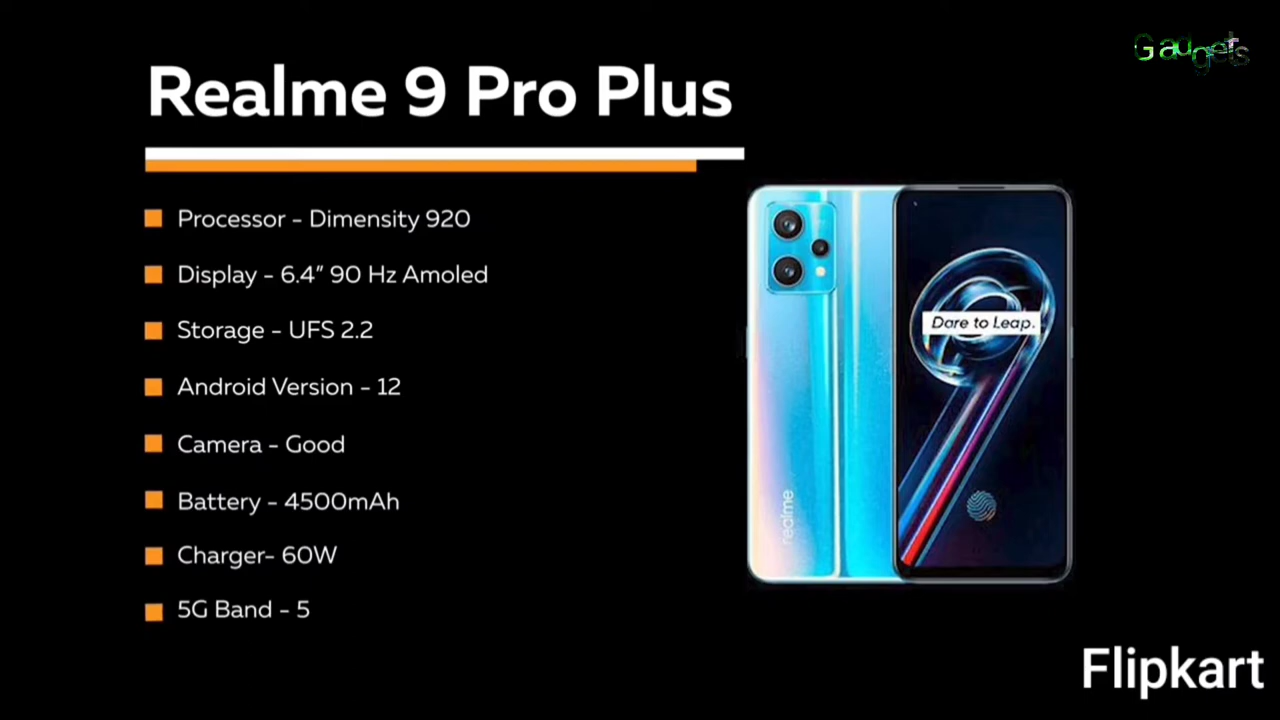 Gadgets
Realme 9 Pro Plus
Processor - Dimensity 920
Display - 6.4” 90 Hz Amoled
Storage - UFS 2.2
Android Version - 12
Camera - Good
Battery - 4500mAh
Charger- 60W
5G Band - 5
Dare to Leap.
realme
Flipkart